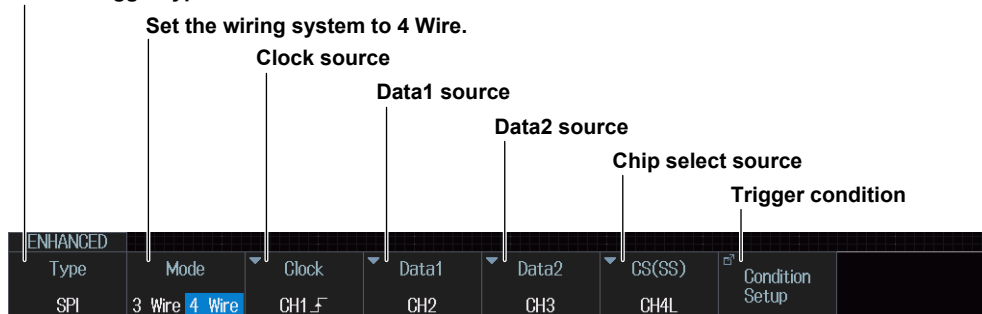 Set the wiring system to 4 Wire.
Clock source
Data1 source
Data2 source
Chip select source
Trigger condition
ENHANCED
Type Mode Clock Data1 Data2 CS(SS) Condition Setup
SPI 3 Wire 4 Wire CH1 CH2 CH3 CH4L